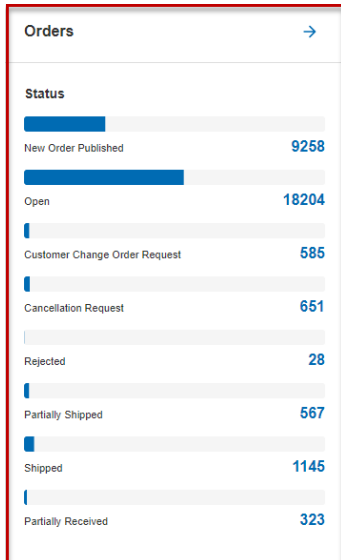 Orders
Status
New Order Published 9258
Open 18204
Customer Change Order Request 585
Cancellation Request 651
Rejected 28
Partially Shipped 567
Shipped 1145
Partially Received 323